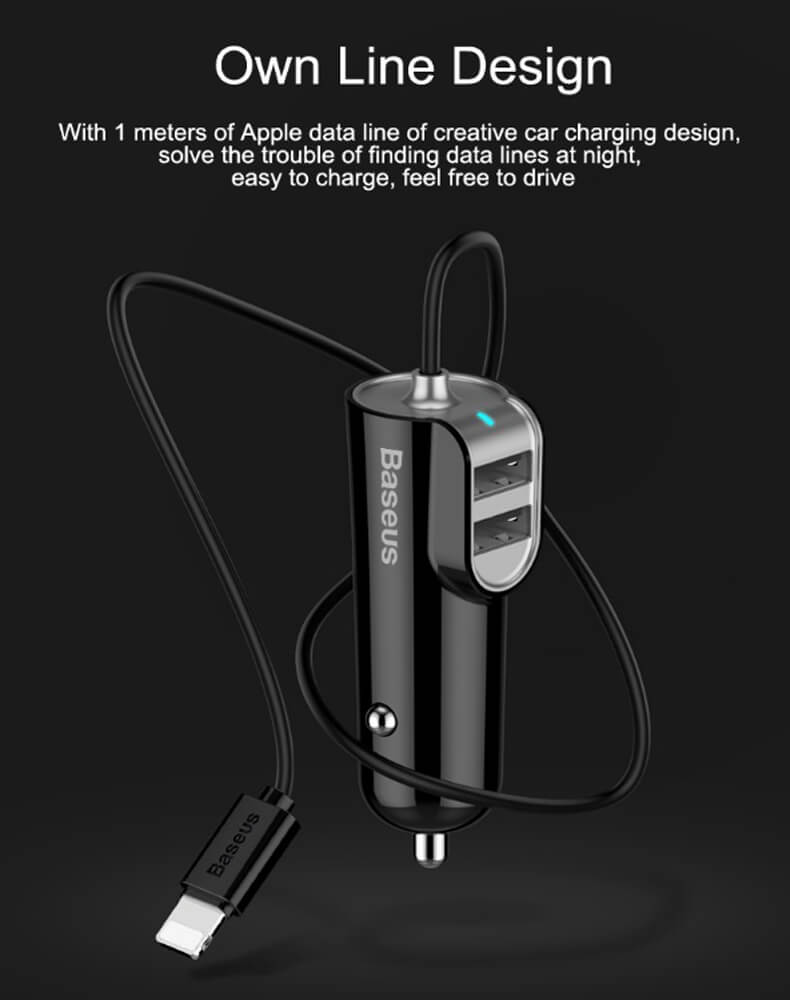 Own Line Design
With 1 meters of Apple data line of creative car charging design,
solve the trouble of finding data lines at night,
easy to charge, feel free to drive
Baseus
Baseus